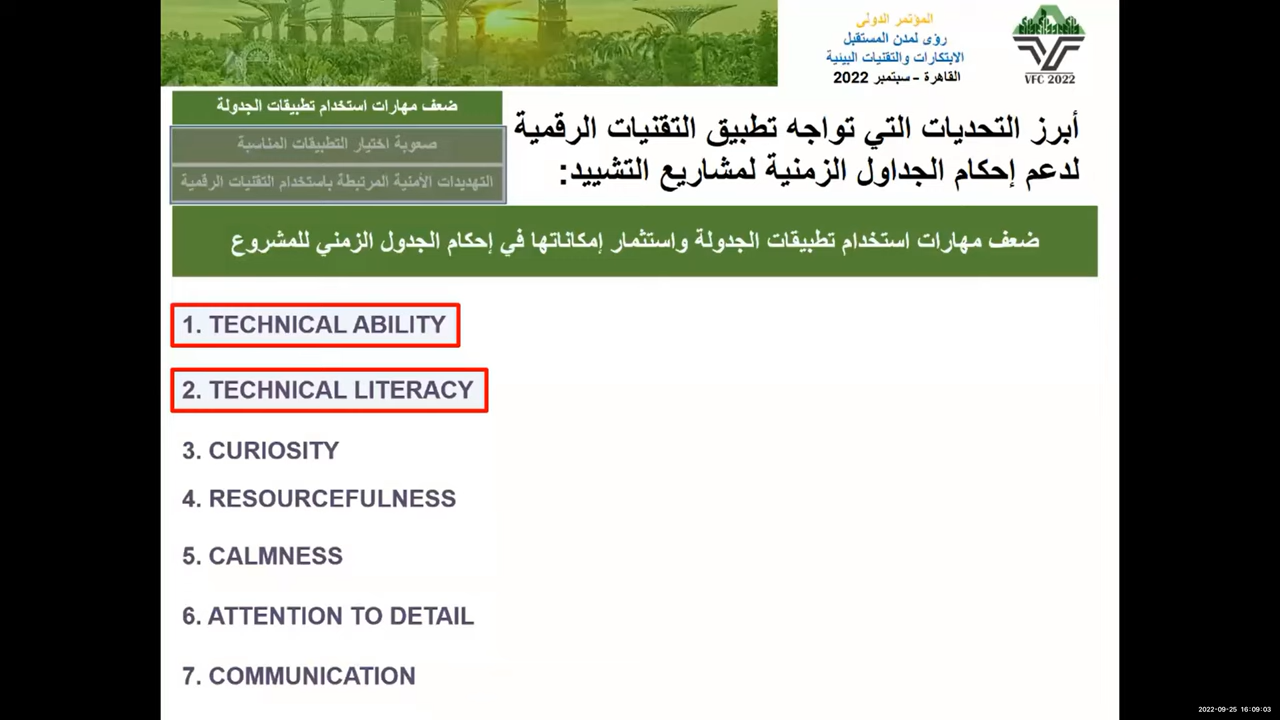 المؤتمر الدولى
رؤى لمدن المستقبل
الابتكارات والتقنيات البيئية
القاهرة – سبتمبر 2022
VFC 2022
أبرز التحديات التي تواجه تطبيق التقنيات الرقمية
لدعم إحكام الجداول الزمنية لمشاريع التشييد:
ضعف مهارات استخدام تطبيقات الجدولة
صعوبة اختيار التطبيقات المناسبة
التهديدات الأمنية المرتبطة باستخدام التقنيات الرقمية
ضعف مهارات استخدام تطبيقات الجدولة واستثمار إمكاناتها في إحكام الجدول الزمني للمشروع
1. TECHNICAL ABILITY
2. TECHNICAL LITERACY
3. CURIOSITY
4. RESOURCEFULNESS
5. CALMNESS
6. ATTENTION TO DETAIL
7. COMMUNICATION
2022-09-25 16:09:03